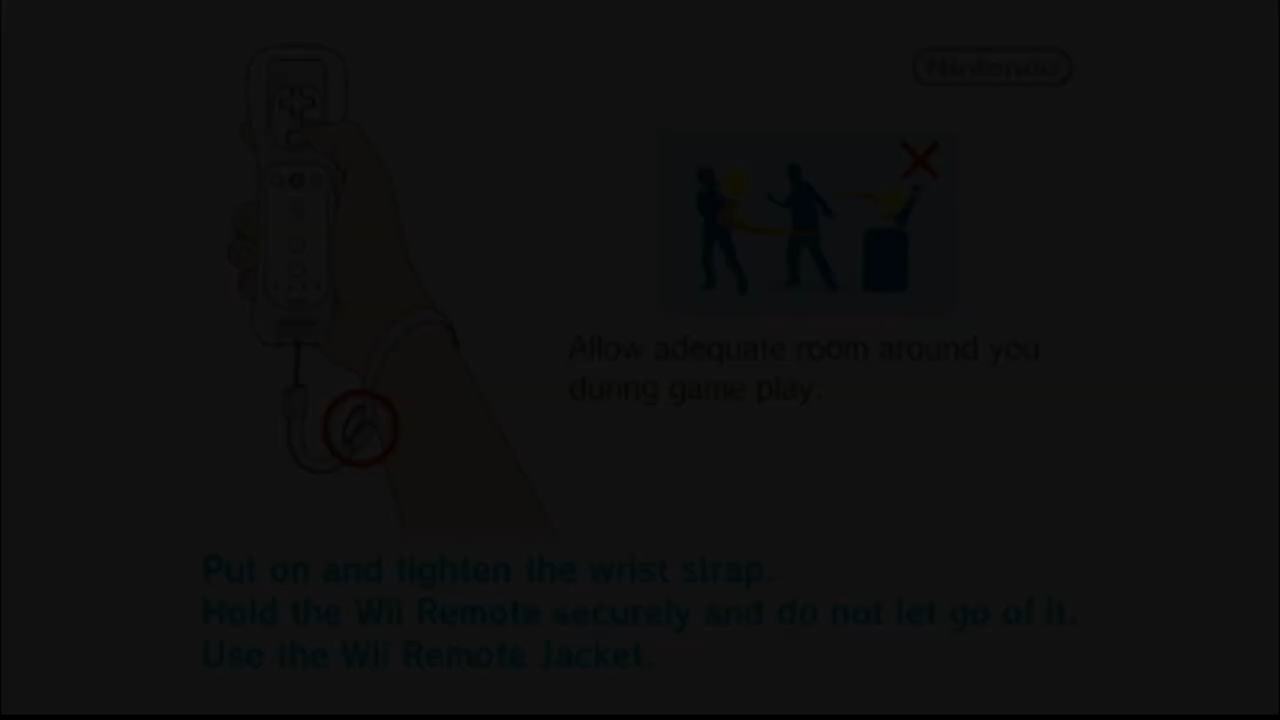 Nintendo
Allow adequate room around you
during game play.
Put on and tighten the wrist strap.
Hold the Wii Remote securely and do not let go of it.
Use the Wii Remote Jacket.